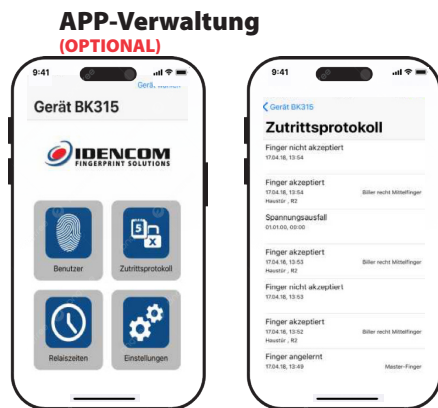 APP-Verwaltung
(OPTIONAL)
9:41
Gerät wählen
Gerät BK315
IDENCOM
FINGERPRINT SOLUTIONS
Benutzer
Zutrittsprotokoll
Relaiszeiten
Einstellungen
9:41
Gerät BK315
Zutrittsprotokoll
Finger nicht akzeptiert
17.04.18, 13:54
Finger akzeptiert
17.04.18, 13:54 Biller recht Mittelfinger
Haustür , R2
Spannungsausfall
01.01.00, 00:00
Finger akzeptiert
17.04.18, 13:53 Biller recht Mittelfinger
Haustür , R2
Finger nicht akzeptiert
17.04.18, 13:53
Finger akzeptiert
17.04.18, 13:52 Biller recht Mittelfinger
Haustür , R2
Finger angelernt
17.04.18, 13:49 Master-Finger